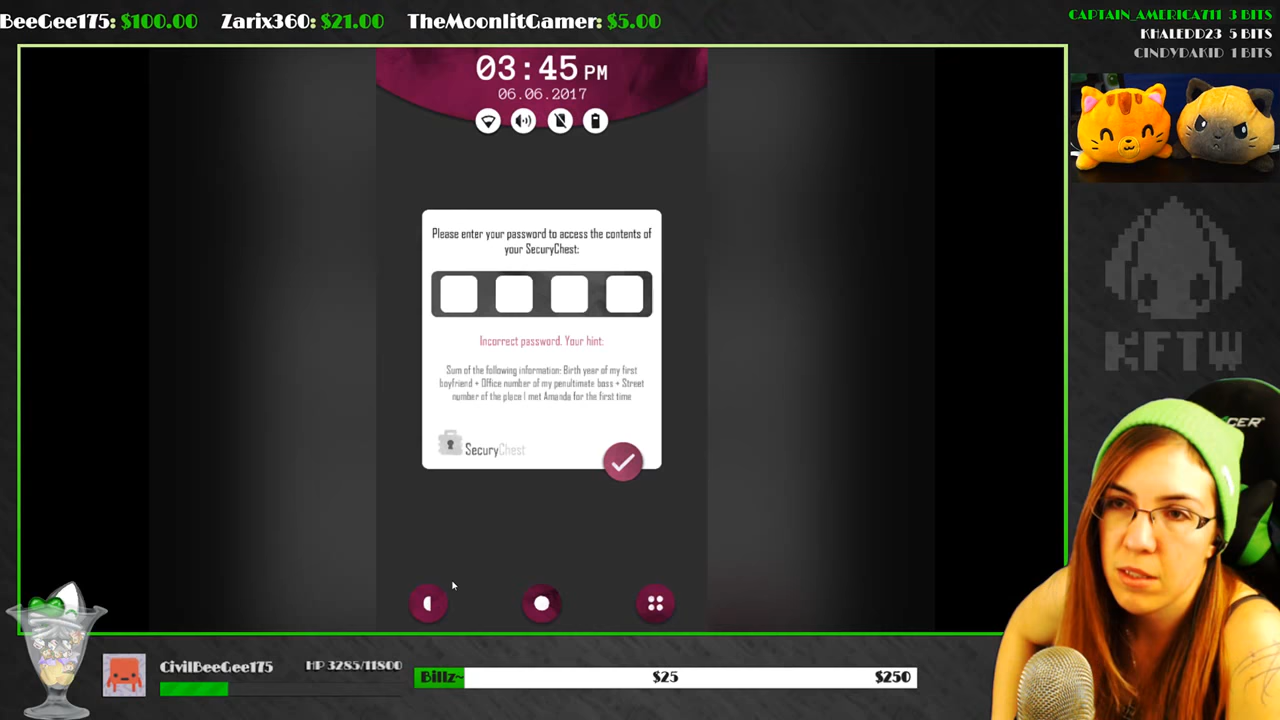 BeeGee175: $100.00 Zarix360: $21.00 TheMoonlitGamer: $5.00
CAPTAIN_AMERICA711 3 BITS
KHALEDD23 5 BITS
CINDYDAKID 1 BITS
03:45 PM
06.06.2017
Please enter your password to access the contents of
your SecuryChest:
Incorrect password. Your hint:
Sum of the following information: Birth year of my first
boyfriend + Office number of my penultimate boss + Street
number of the place I met Amanda for the first time
SecuryChest
KFTW
CER
CivilBeeGee175 HP 3285/11800
Billz~ $25 $250